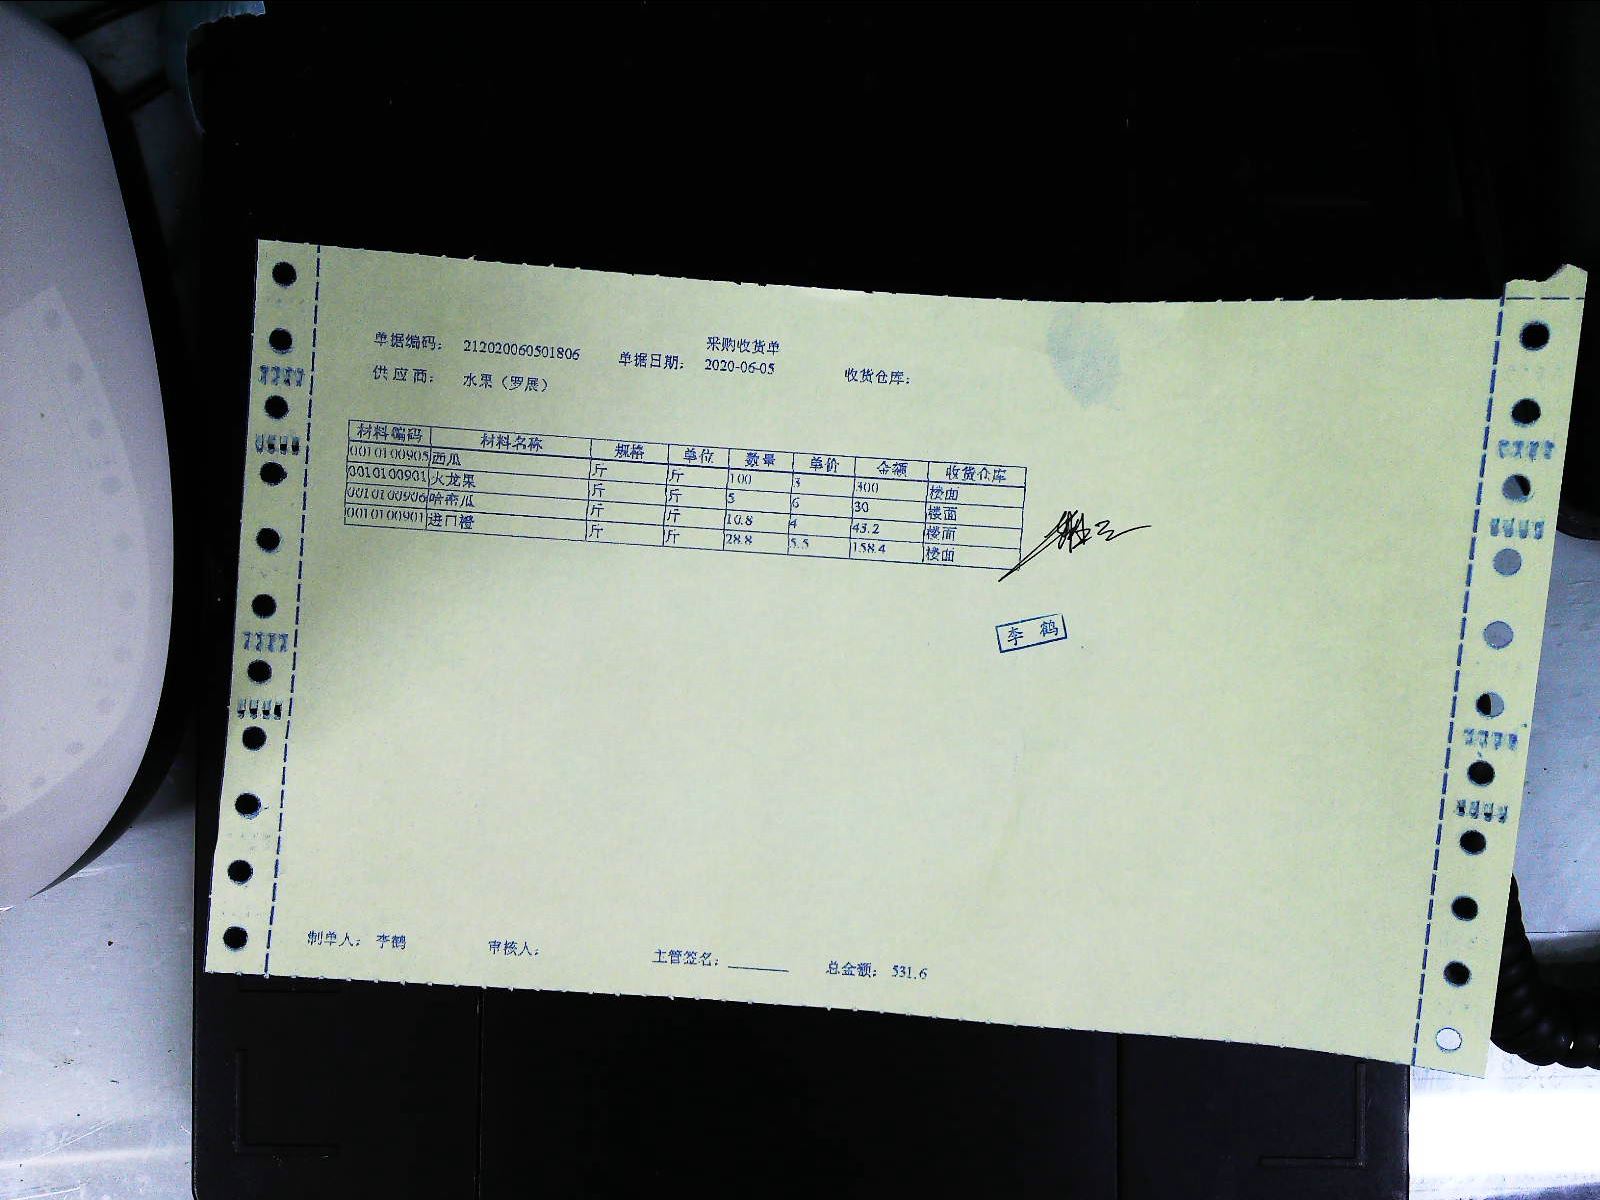 采购收货单
单据编码： 212020060501806 单据日期： 2020-06-05 收货仓库：
供应商： 水果（罗展）
材料编码 材料名称 规格 单位 数量 单价 金额 收货仓库
0010100905 西瓜 斤 斤 100 3 300 楼面
0010100901 火龙果 斤 斤 5 6 30 楼面
0010100906 哈密瓜 斤 斤 10.8 4 43.2 楼面
0010100901 进口橙 斤 斤 28.8 5.5 158.4 楼面
李鹤
制单人： 李鹤 审核人： 主管签名： 总金额： 531.6